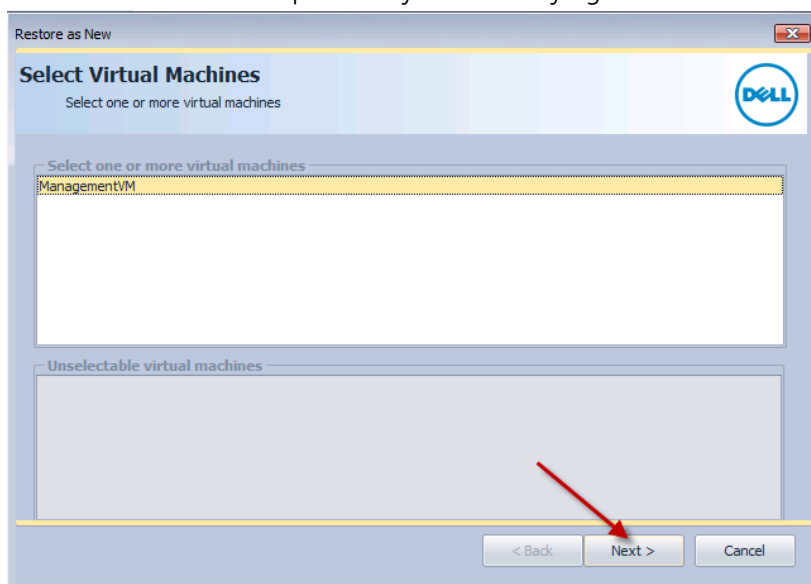 Restore as New
Select Virtual Machines
Select one or more virtual machines
DELL
Select one or more virtual machines
ManagementVM
Unselectable virtual machines
< Back Next > Cancel